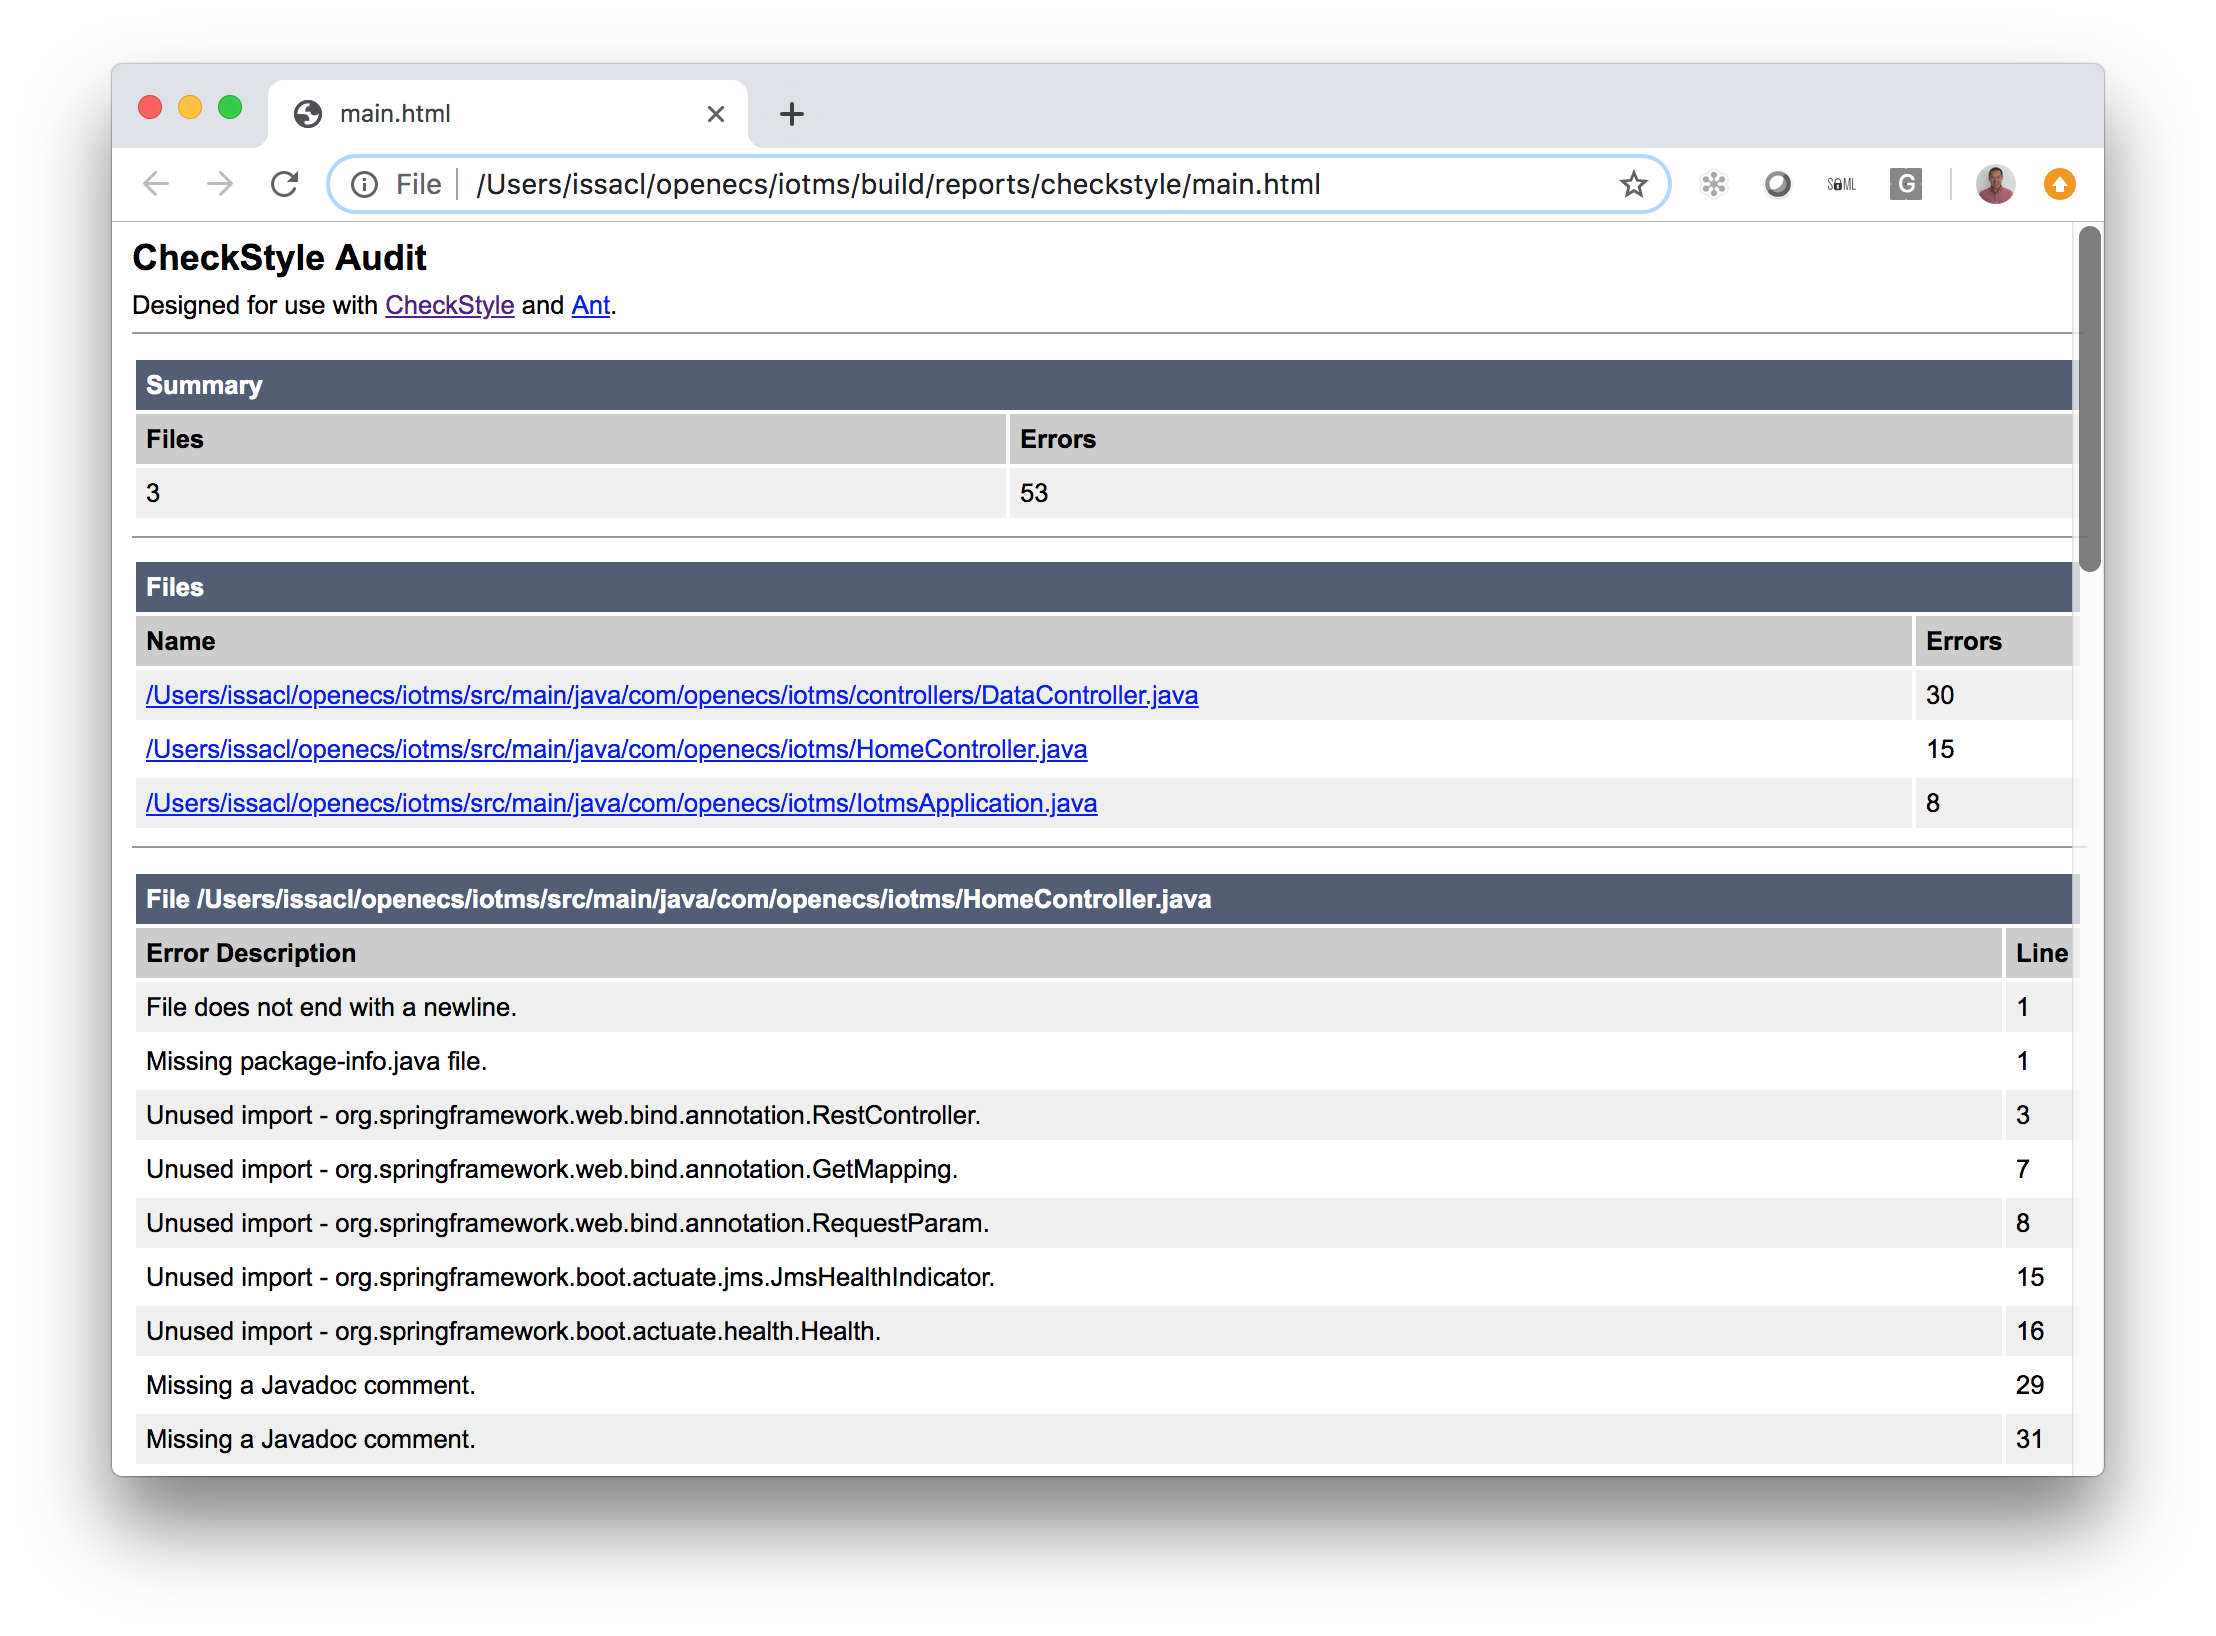 main.html
File /Users/issacl/openecs/iotms/build/reports/checkstyle/main.html
SAML
G
CheckStyle Audit
Designed for use with CheckStyle and Ant.
Summary
Files Errors
3 53
Files
Name Errors
/Users/issacl/openecs/iotms/src/main/java/com/openecs/iotms/controllers/DataController.java 30
/Users/issacl/openecs/iotms/src/main/java/com/openecs/iotms/HomeController.java 15
/Users/issacl/openecs/iotms/src/main/java/com/openecs/iotms/IotmsApplication.java 8
File /Users/issacl/openecs/iotms/src/main/java/com/openecs/iotms/HomeController.java
Error Description Line
File does not end with a newline. 1
Missing package-info.java file. 1
Unused import - org.springframework.web.bind.annotation.RestController. 3
Unused import - org.springframework.web.bind.annotation.GetMapping. 7
Unused import - org.springframework.web.bind.annotation.RequestParam. 8
Unused import - org.springframework.boot.actuate.jms.JmsHealthIndicator. 15
Unused import - org.springframework.boot.actuate.health.Health. 16
Missing a Javadoc comment. 29
Missing a Javadoc comment. 31